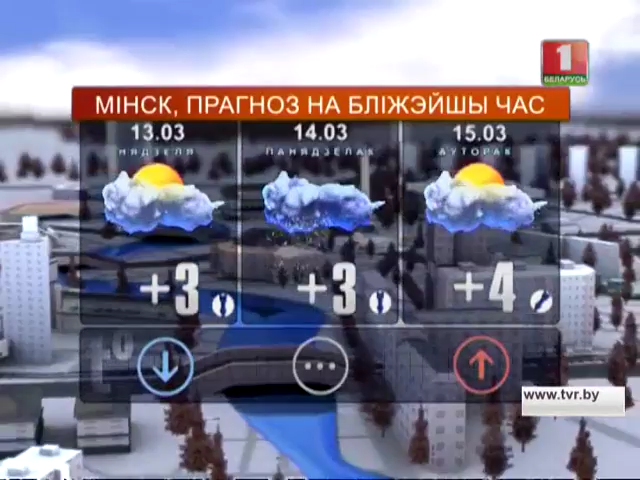 1
БЕЛАРУСЬ
МІНСК, ПРАГНОЗ НА БЛІЖЭЙШЫ ЧАС
13.03 14.03 15.03
НЯДЗЕЛЯ ПАНЯДЗЕЛАК АЎТОРАК
+3 +3 +4
t°
www.tvr.by